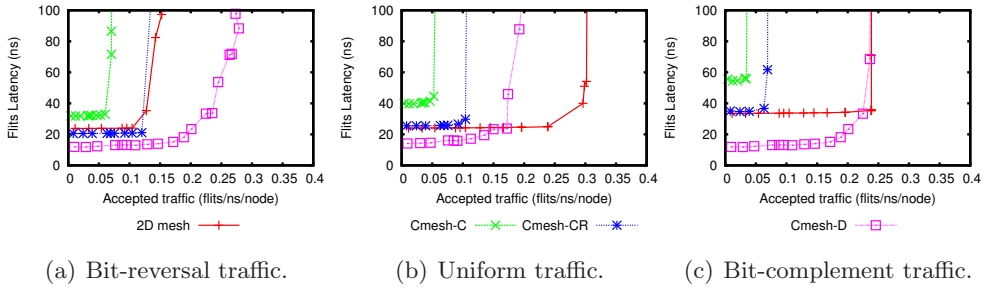 100
80
60
40
20
0
Flits Latency (ns)
0 0.05 0.1 0.15 0.2 0.25 0.3 0.35 0.4
Accepted traffic (flits/ns/node)
100
80
60
40
20
0
Flits Latency (ns)
0 0.05 0.1 0.15 0.2 0.25 0.3 0.35 0.4
Accepted traffic (flits/ns/node)
100
80
60
40
20
0
Flits Latency (ns)
0 0.05 0.1 0.15 0.2 0.25 0.3 0.35 0.4
Accepted traffic (flits/ns/node)
2D mesh Cmesh-C Cmesh-CR Cmesh-D
(a) Bit-reversal traffic. (b) Uniform traffic. (c) Bit-complement traffic.